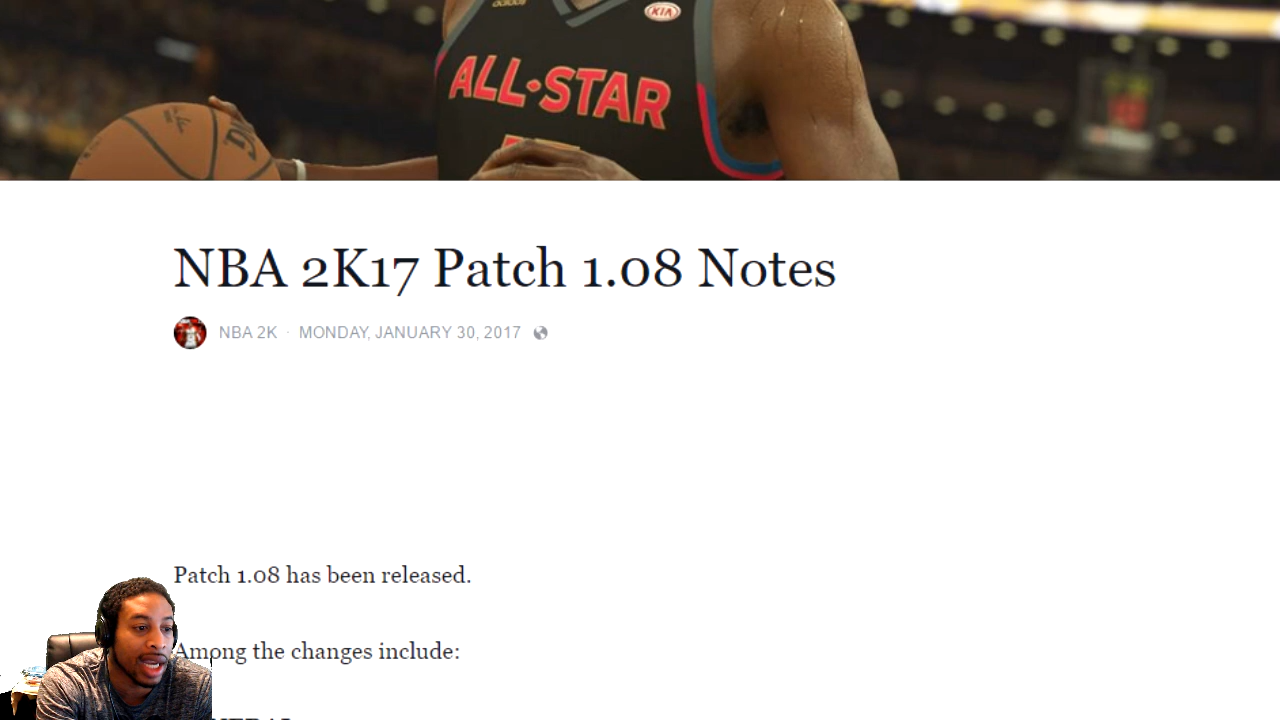 adidas
KIA
ALL-STAR
NBA 2K17 Patch 1.08 Notes
NBA 2K · MONDAY, JANUARY 30, 2017
Patch 1.08 has been released.
Among the changes include: